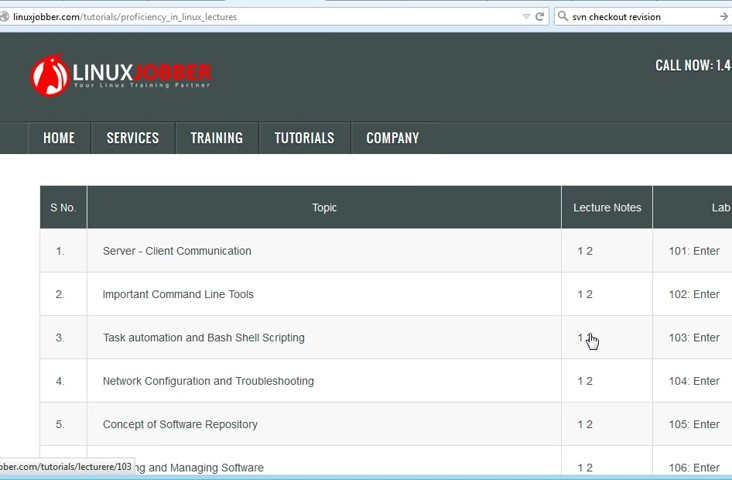 linuxjobber.com/tutorials/proficiency_in_linux_lectures
svn checkout revision
LINUXJOBBER
Your Linux Training Partner
CALL NOW: 1.4
HOME SERVICES TRAINING TUTORIALS COMPANY
S No. Topic Lecture Notes Lab
1. Server - Client Communication 1 2 101: Enter
2. Important Command Line Tools 1 2 102: Enter
3. Task automation and Bash Shell Scripting 1 103: Enter
4. Network Configuration and Troubleshooting 1 2 104: Enter
5. Concept of Software Repository 1 2 105: Enter
bber.com/tutorials/lecturere/103 and Managing Software 1 2 106: Enter